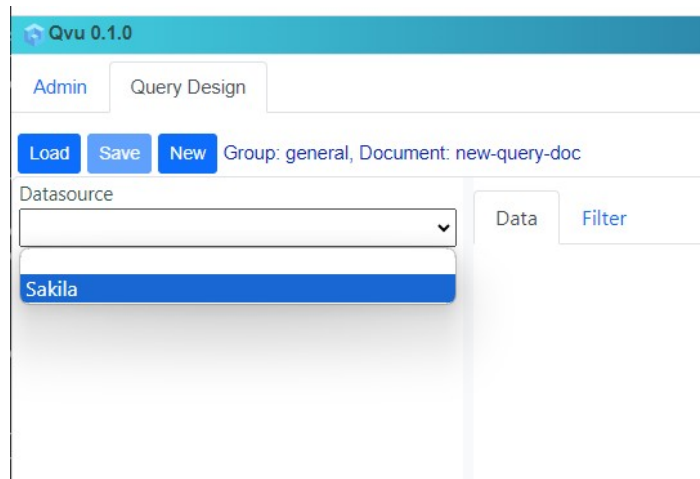 Qvu 0.1.0
Admin Query Design
Load Save New Group: general, Document: new-query-doc
Datasource
Data Filter
Sakila